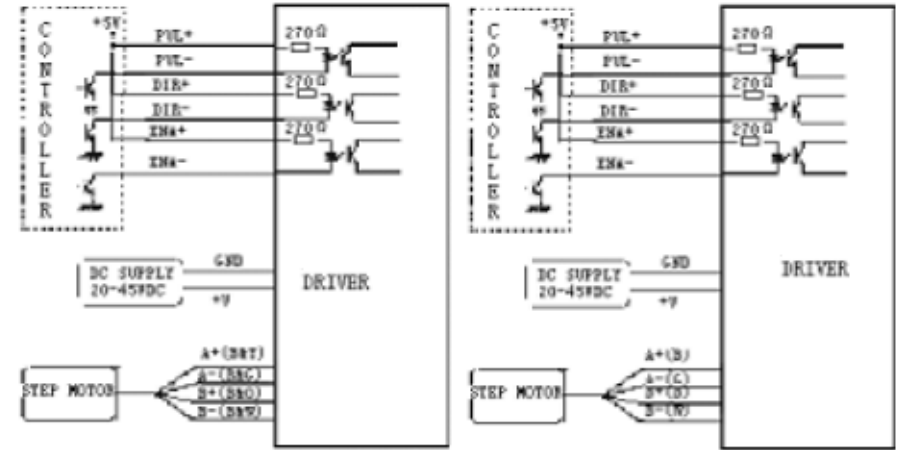 CONTROLLER
+5V
PUL+
PUL-
DIR+
DIR-
ENA+
ENA-
270Ω
270Ω
270Ω
DRIVER
GND
DC SUPPLY
20-45VDC
+V
STEP MOTOR
A+(B&Y)
A-(B&G)
B+(B&O)
B-(B&W)
CONTROLLER
+5V
PUL+
PUL-
DIR+
DIR-
ENA+
ENA-
270Ω
270Ω
270Ω
DRIVER
GND
DC SUPPLY
20-45VDC
+V
STEP MOTOR
A+(B)
A-(G)
B-(W)